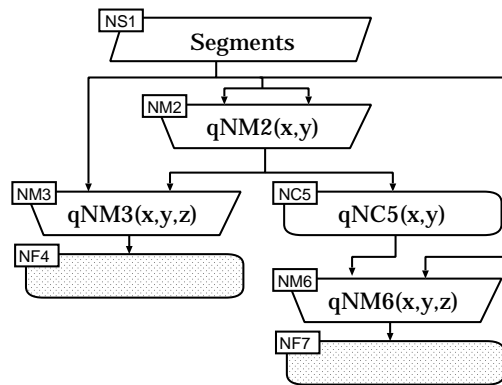 NS1
Segments
NM2
qNM2(x,y)
NM3
qNM3(x,y,z)
NC5
qNC5(x,y)
NF4
NM6
qNM6(x,y,z)
NF7